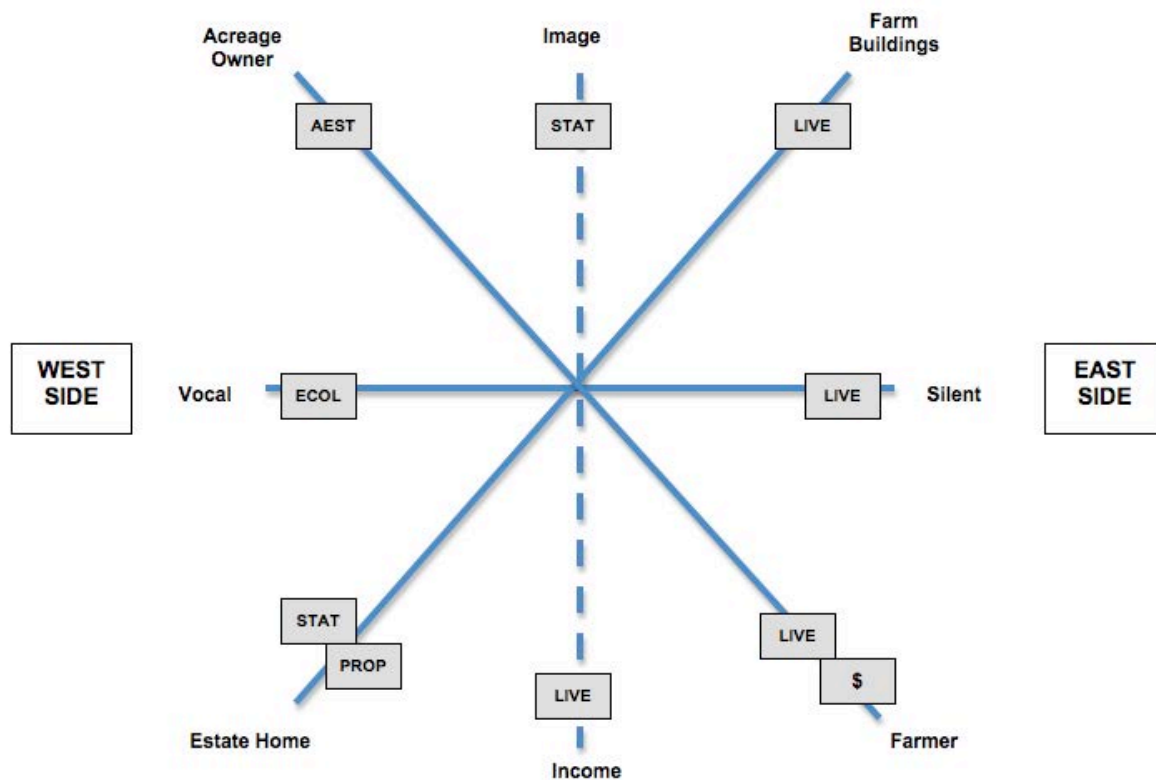 Acreage
Owner
Image
Farm
Buildings
AEST
STAT
LIVE
WEST
SIDE
Vocal
ECOL
LIVE
Silent
EAST
SIDE
STAT
PROP
LIVE
LIVE
$
Estate Home
Income
Farmer